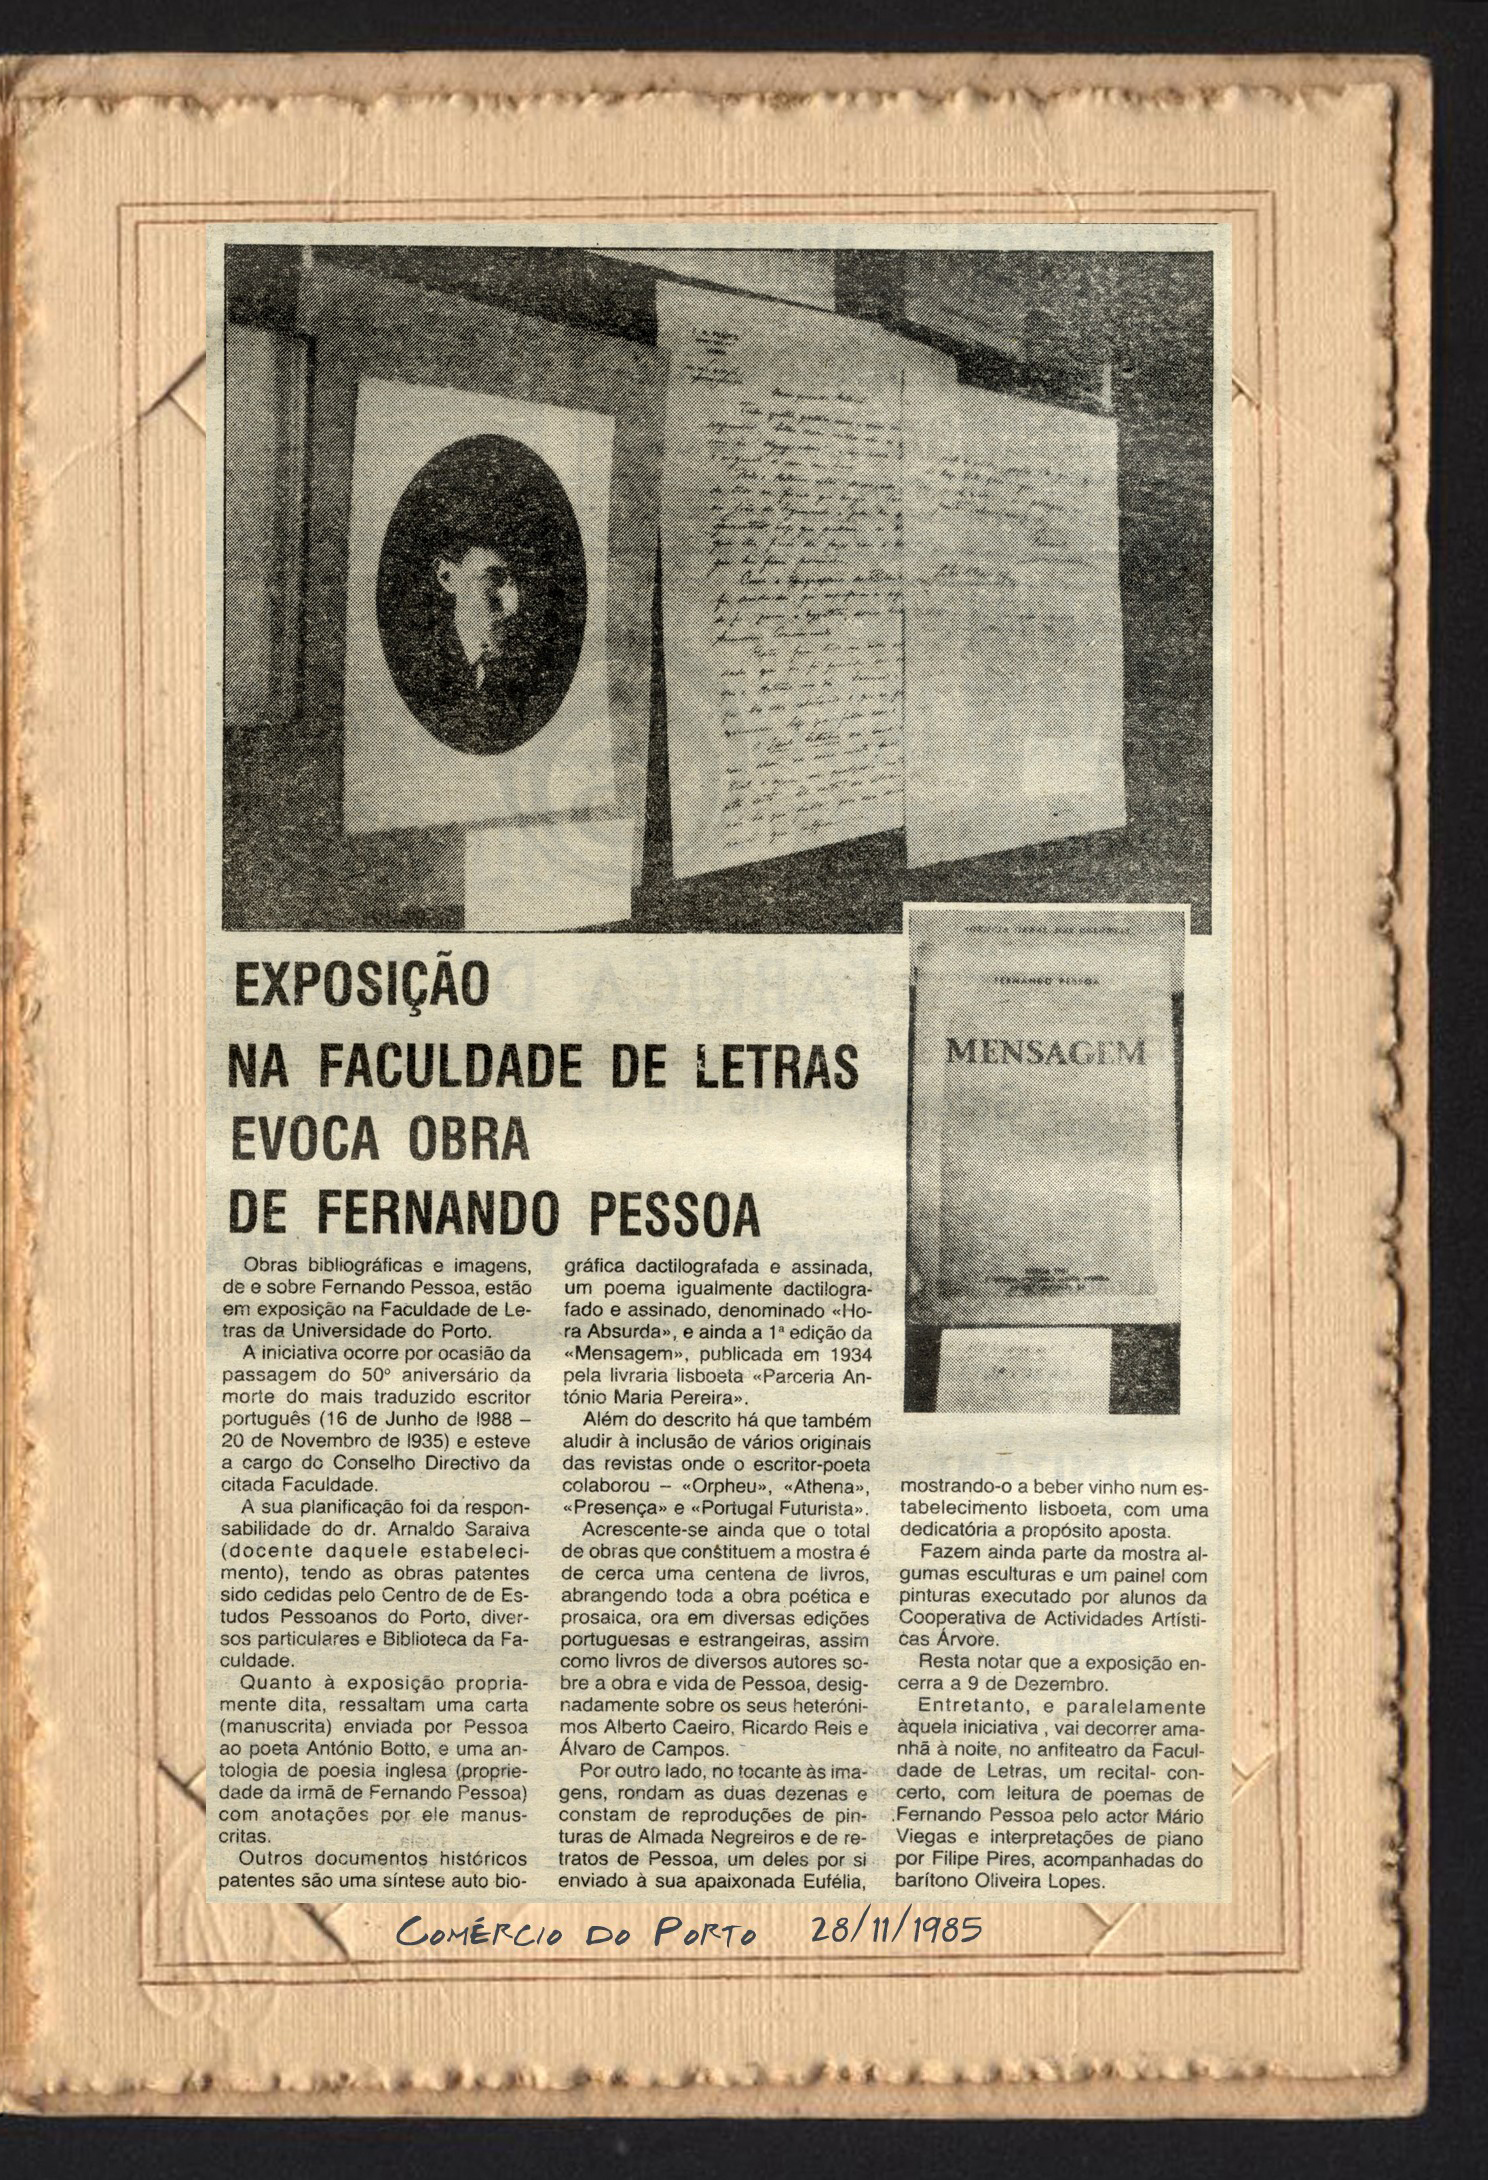 FERNANDO PESSOA
MENSAGEM
EXPOSIÇÃO
NA FACULDADE DE LETRAS
EVOCA OBRA
DE FERNANDO PESSOA
Obras bibliográficas e imagens,
de e sobre Fernando Pessoa, estão
em exposição na Faculdade de Le-
tras da Universidade do Porto.
A iniciativa ocorre por ocasião da
passagem do 50º aniversário da
morte do mais traduzido escritor
português (16 de Junho de l988 –
20 de Novembro de l935) e esteve
a cargo do Conselho Directivo da
citada Faculdade.
A sua planificação foi da respon-
sabilidade do dr. Arnaldo Saraiva
(docente daquele estabeleci-
mento), tendo as obras patentes
sido cedidas pelo Centro de de Es-
tudos Pessoanos do Porto, diver-
sos particulares e Biblioteca da Fa-
culdade.
Quanto à exposição propria-
mente dita, ressaltam uma carta
(manuscrita) enviada por Pessoa
ao poeta António Botto, e uma an-
tologia de poesia inglesa (proprie-
dade da irmã de Fernando Pessoa)
com anotações por ele manus-
critas.
Outros documentos históricos
patentes são uma síntese auto bio-
gráfica dactilografada e assinada,
um poema igualmente dactilogra-
fado e assinado, denominado «Ho-
ra Absurda», e ainda a 1ª edição da
«Mensagem», publicada em 1934
pela livraria lisboeta «Parceria An-
tónio Maria Pereira».
Além do descrito há que também
aludir à inclusão de vários originais
das revistas onde o escritor-poeta
colaborou – «Orpheu», «Athena»,
«Presença» e «Portugal Futurista».
Acrescente-se ainda que o total
de obras que constituem a mostra é
de cerca uma centena de livros,
abrangendo toda a obra poética e
prosaica, ora em diversas edições
portuguesas e estrangeiras, assim
como livros de diversos autores so-
bre a obra e vida de Pessoa, desig-
nadamente sobre os seus heteróni-
mos Alberto Caeiro, Ricardo Reis e
Álvaro de Campos.
Por outro lado, no tocante às ima-
gens, rondam as duas dezenas e
constam de reproduções de pin-
turas de Almada Negreiros e de re-
tratos de Pessoa, um deles por si
enviado à sua apaixonada Eufélia,
mostrando-o a beber vinho num es-
tabelecimento lisboeta, com uma
dedicatória a propósito aposta.
Fazem ainda parte da mostra al-
gumas esculturas e um painel com
pinturas executado por alunos da
Cooperativa de Actividades Artísti-
cas Árvore.
Resta notar que a exposição en-
cerra a 9 de Dezembro.
Entretanto, e paralelamente
àquela iniciativa , vai decorrer ama-
nhã à noite, no anfiteatro da Facul-
dade de Letras, um recital- con-
certo, com leitura de poemas de
Fernando Pessoa pelo actor Mário
Viegas e interpretações de piano
por Filipe Pires, acompanhadas do
barítono Oliveira Lopes.
COMÉRCIO DO PORTO 28/11/1985